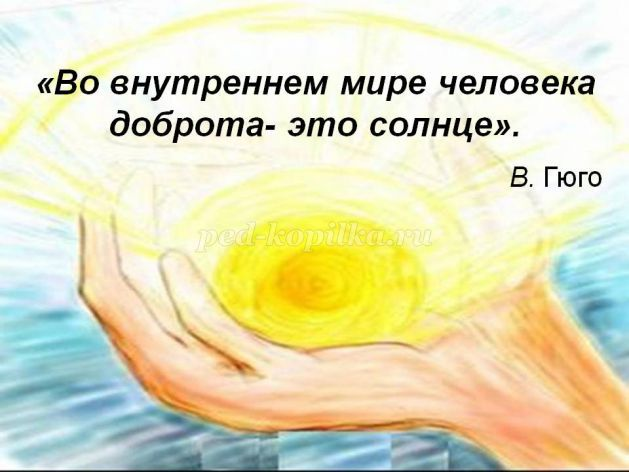 «Во внутреннем мире человека
доброта- это солнце».
В. Гюго
ped-kopilka.ru